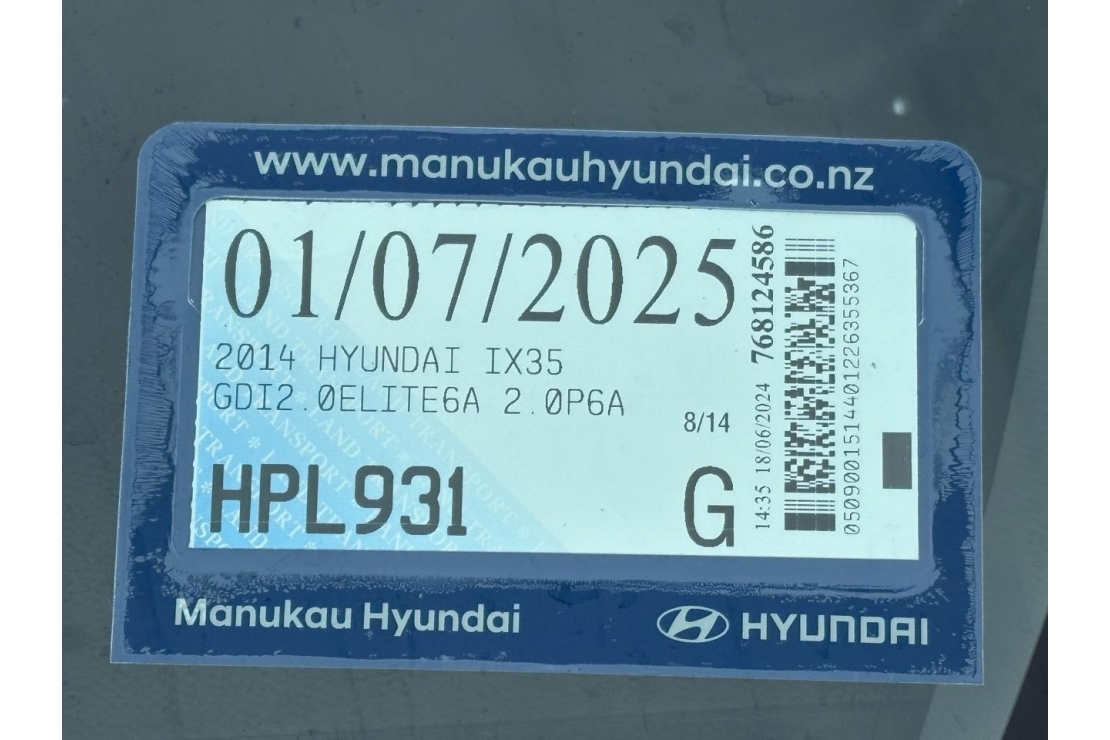 www.manukauhyundai.co.nz
01/07/2025
2014 HYUNDAI IX35
GDI2.0ELITE6A 2.0P6A
8/14
HPL931
G
14:35 18/06/2024 768124586
05090015144012263555367
Manukau Hyundai
HYUNDAI